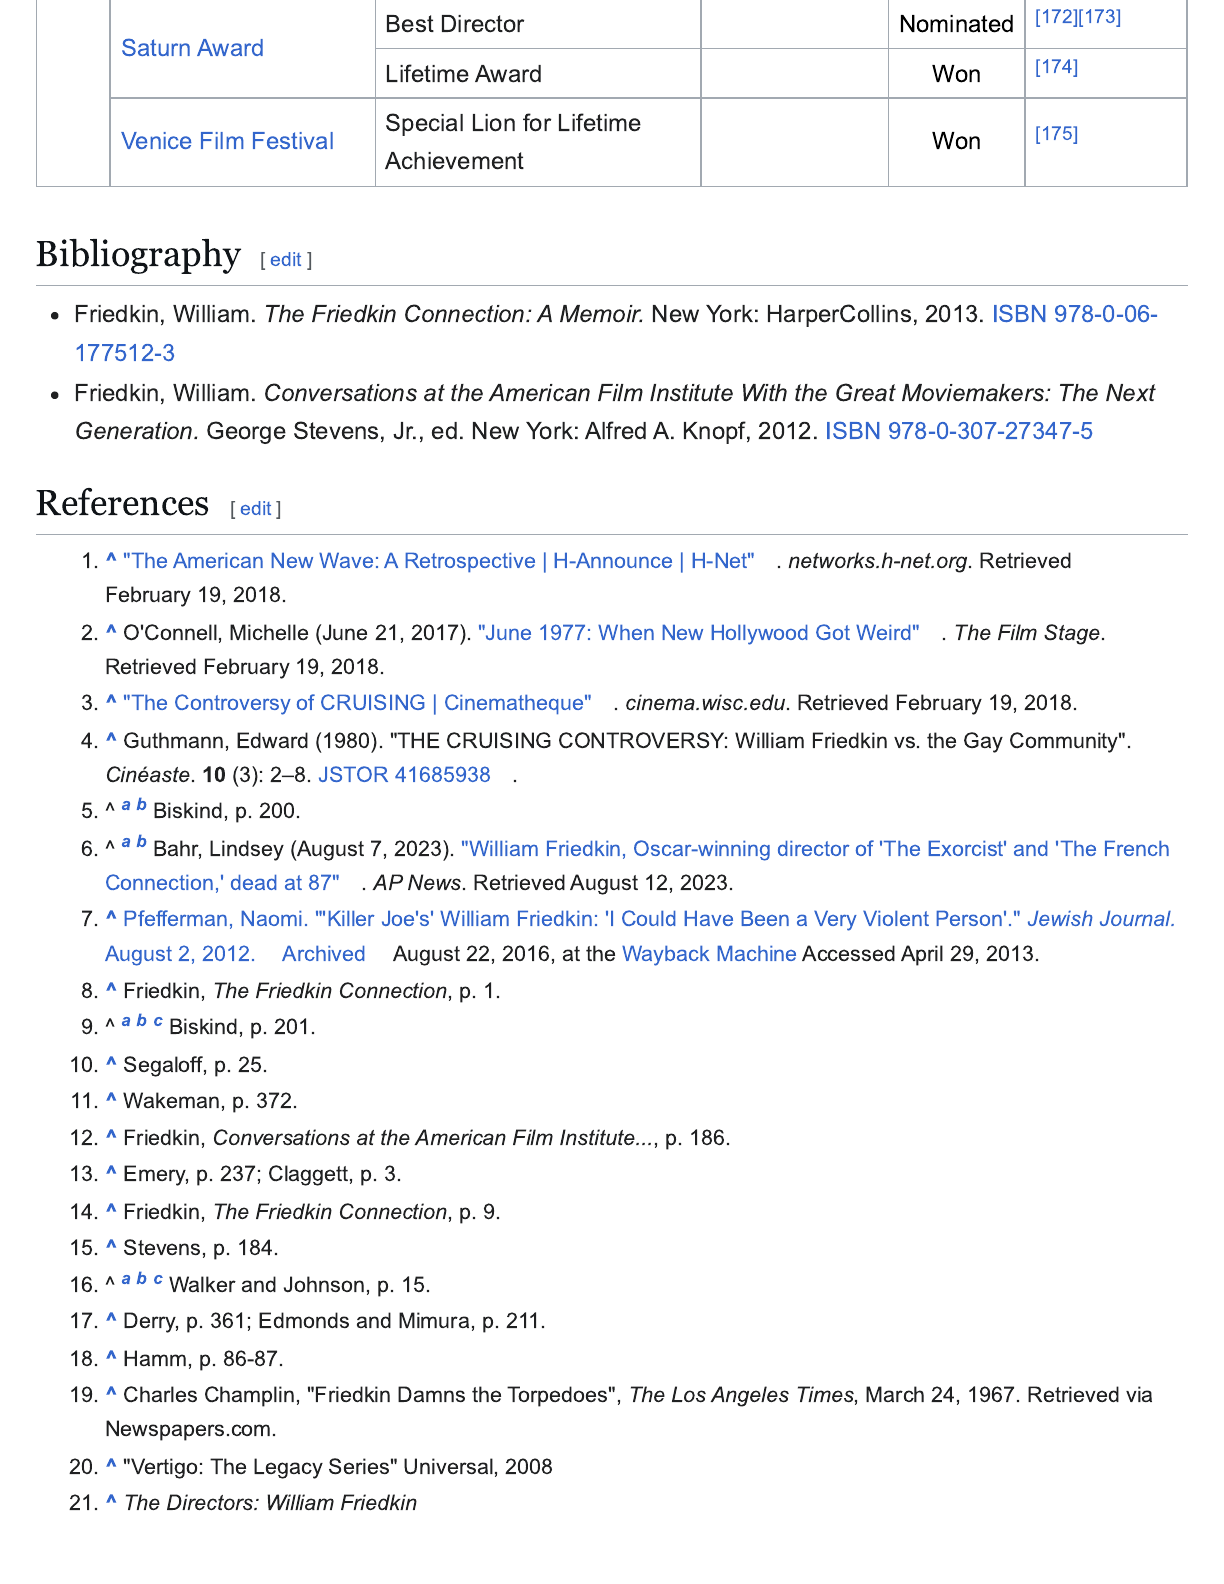 Saturn Award
Best Director
Nominated
[172][173]
Lifetime Award
Won
[174]
Venice Film Festival
Special Lion for Lifetime
Achievement
Won
[175]
Bibliography [ edit ]
• Friedkin, William. The Friedkin Connection: A Memoir. New York: HarperCollins, 2013. ISBN 978-0-06-
177512-3
• Friedkin, William. Conversations at the American Film Institute With the Great Moviemakers: The Next
Generation. George Stevens, Jr., ed. New York: Alfred A. Knopf, 2012. ISBN 978-0-307-27347-5
References [ edit ]
1. ^ "The American New Wave: A Retrospective | H-Announce | H-Net" . networks.h-net.org. Retrieved
February 19, 2018.
2. ^ O'Connell, Michelle (June 21, 2017). "June 1977: When New Hollywood Got Weird" . The Film Stage.
Retrieved February 19, 2018.
3. ^ "The Controversy of CRUISING | Cinematheque" . cinema.wisc.edu. Retrieved February 19, 2018.
4. ^ Guthmann, Edward (1980). "THE CRUISING CONTROVERSY: William Friedkin vs. the Gay Community".
Cinéaste. 10 (3): 2–8. JSTOR 41685938 .
5. ^ a b Biskind, p. 200.
6. ^ a b Bahr, Lindsey (August 7, 2023). "William Friedkin, Oscar-winning director of 'The Exorcist' and 'The French
Connection,' dead at 87" . AP News. Retrieved August 12, 2023.
7. ^ Pfefferman, Naomi. "'Killer Joe's' William Friedkin: 'I Could Have Been a Very Violent Person'." Jewish Journal.
August 2, 2012. Archived August 22, 2016, at the Wayback Machine Accessed April 29, 2013.
8. ^ Friedkin, The Friedkin Connection, p. 1.
9. ^ a b c Biskind, p. 201.
10. ^ Segaloff, p. 25.
11. ^ Wakeman, p. 372.
12. ^ Friedkin, Conversations at the American Film Institute..., p. 186.
13. ^ Emery, p. 237; Claggett, p. 3.
14. ^ Friedkin, The Friedkin Connection, p. 9.
15. ^ Stevens, p. 184.
16. ^ a b c Walker and Johnson, p. 15.
17. ^ Derry, p. 361; Edmonds and Mimura, p. 211.
18. ^ Hamm, p. 86-87.
19. ^ Charles Champlin, "Friedkin Damns the Torpedoes", The Los Angeles Times, March 24, 1967. Retrieved via
Newspapers.com.
20. ^ "Vertigo: The Legacy Series" Universal, 2008
21. ^ The Directors: William Friedkin